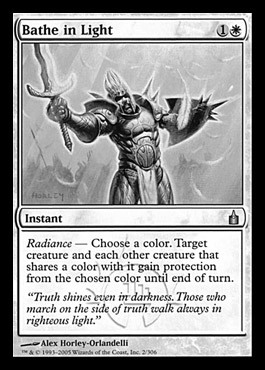 Bathe in Light 1
HORLEY
Instant
Radiance — Choose a color. Target
creature and each other creature that
shares a color with it gain protection
from the chosen color until end of turn.
“Truth shines even in darkness. Those who
march on the side of truth walk always in
righteous light.”
Alex Horley-Orlandelli
™ & © 1993–2005 Wizards of the Coast, Inc. 2/306